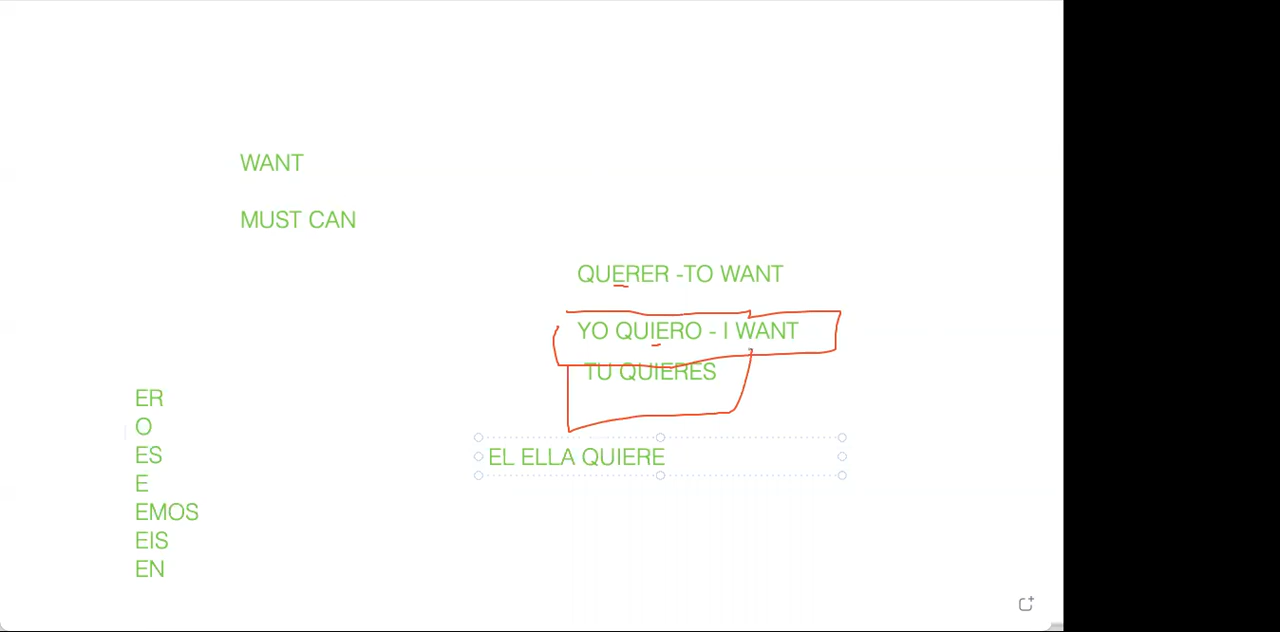 WANT
MUST CAN
QUERER -TO WANT
YO QUIERO - I WANT
TU QUIERES
EL ELLA QUIERE
ER
O
ES
E
EMOS
EIS
EN